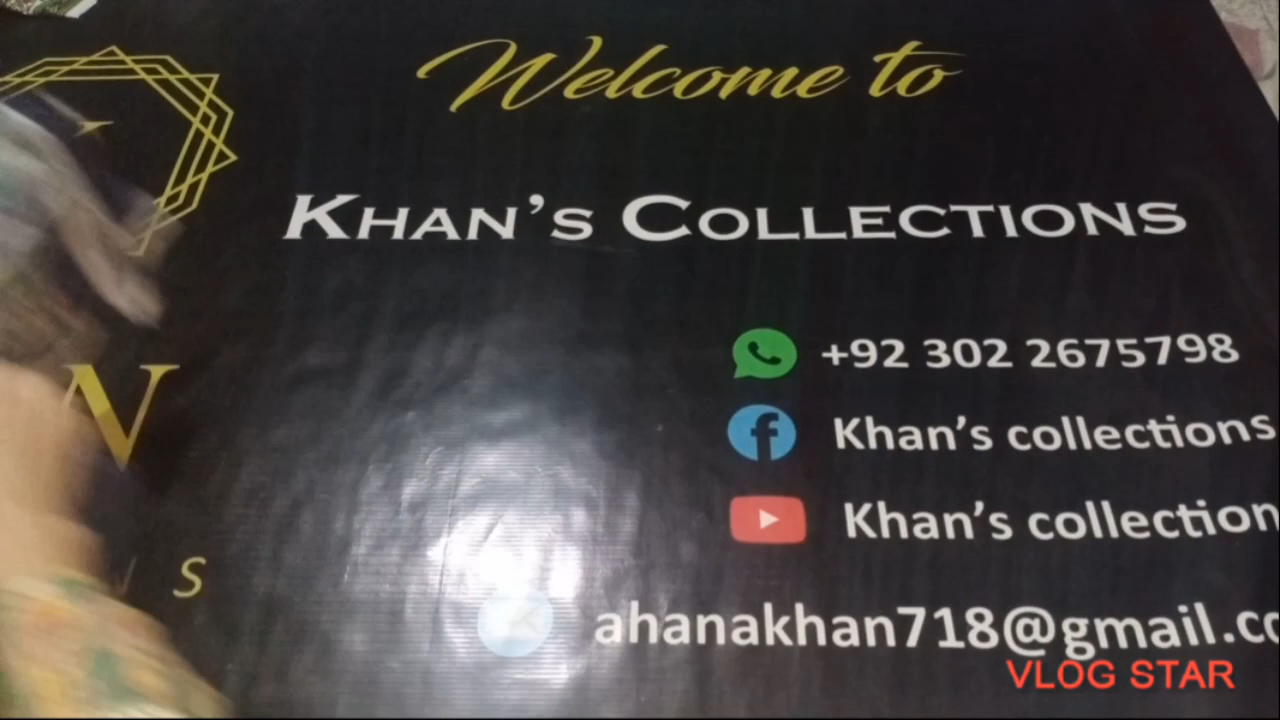 Welcome to
KHAN'S COLLECTIONS
+92 302 2675798
Khan's collections
Khan's collection
ahanakhan718@gmail.co
N
S
VLOG STAR